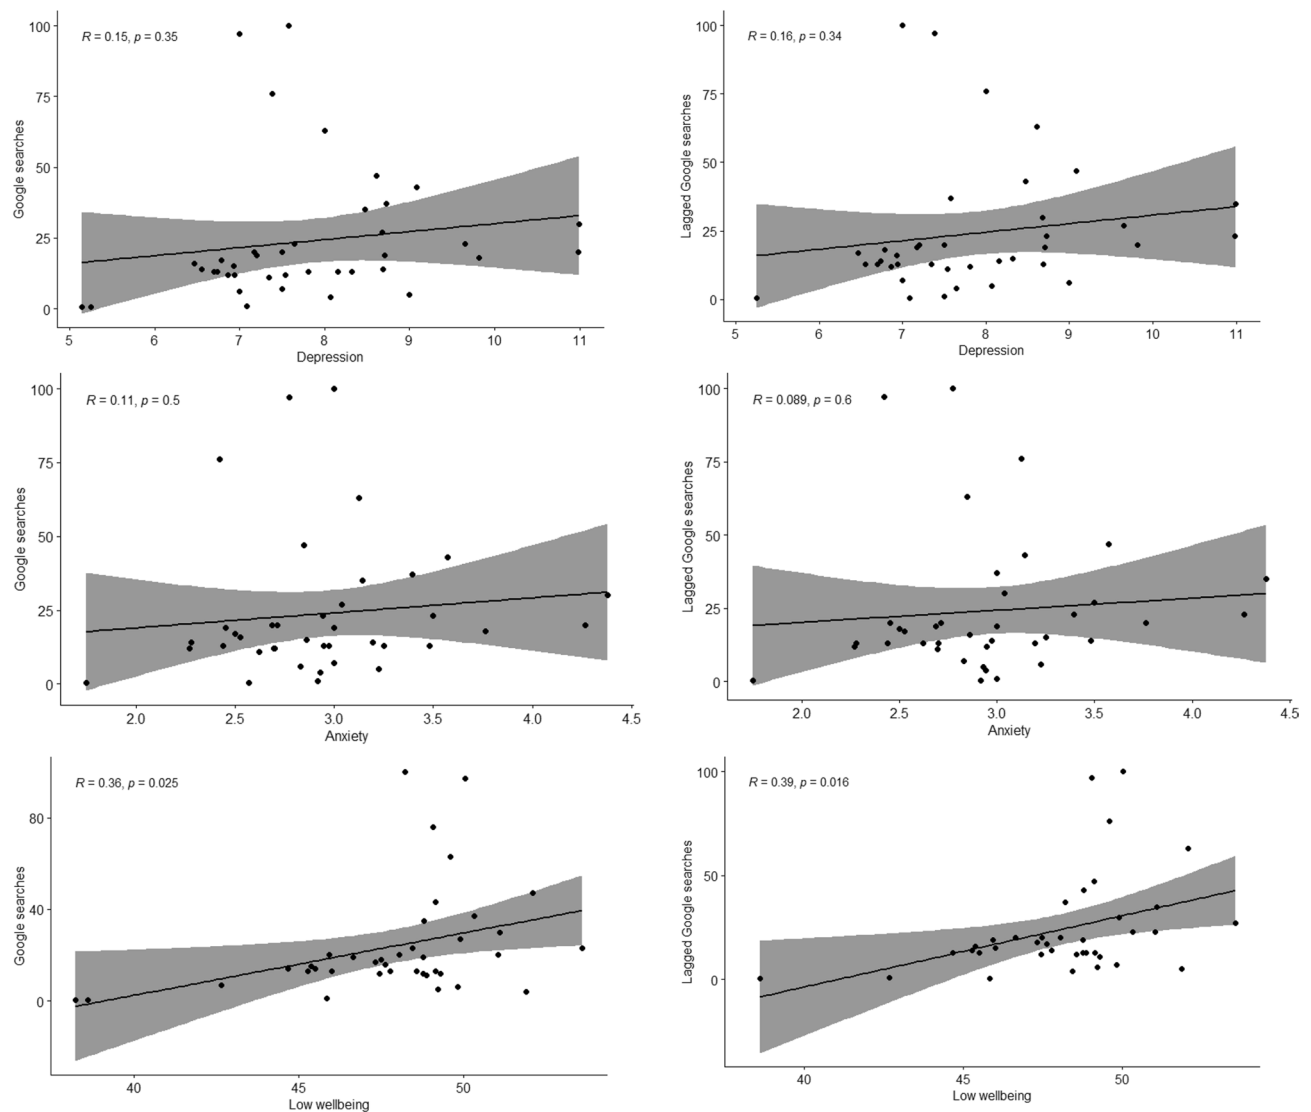 R = 0.15, p = 0.35
100
75
50
25
0
Google searches
5 6 7 8 9 10 11
Depression
R = 0.16, p = 0.34
100
75
50
25
0
Lagged Google searches
5 6 7 8 9 10 11
Depression
R = 0.11, p = 0.5
100
75
50
25
0
Google searches
2.0 2.5 3.0 3.5 4.0 4.5
Anxiety
R = 0.089, p = 0.6
100
75
50
25
0
Lagged Google searches
2.0 2.5 3.0 3.5 4.0 4.5
Anxiety
R = 0.36, p = 0.025
80
40
0
Google searches
40 45 50
Low wellbeing
R = 0.39, p = 0.016
100
50
0
Lagged Google searches
40 45 50
Low wellbeing